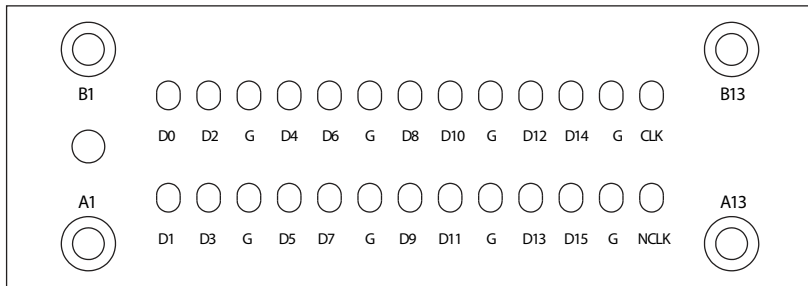 B1 B13
D0 D2 G D4 D6 G D8 D10 G D12 D14 G CLK
A1 A13
D1 D3 G D5 D7 G D9 D11 G D13 D15 G NCLK